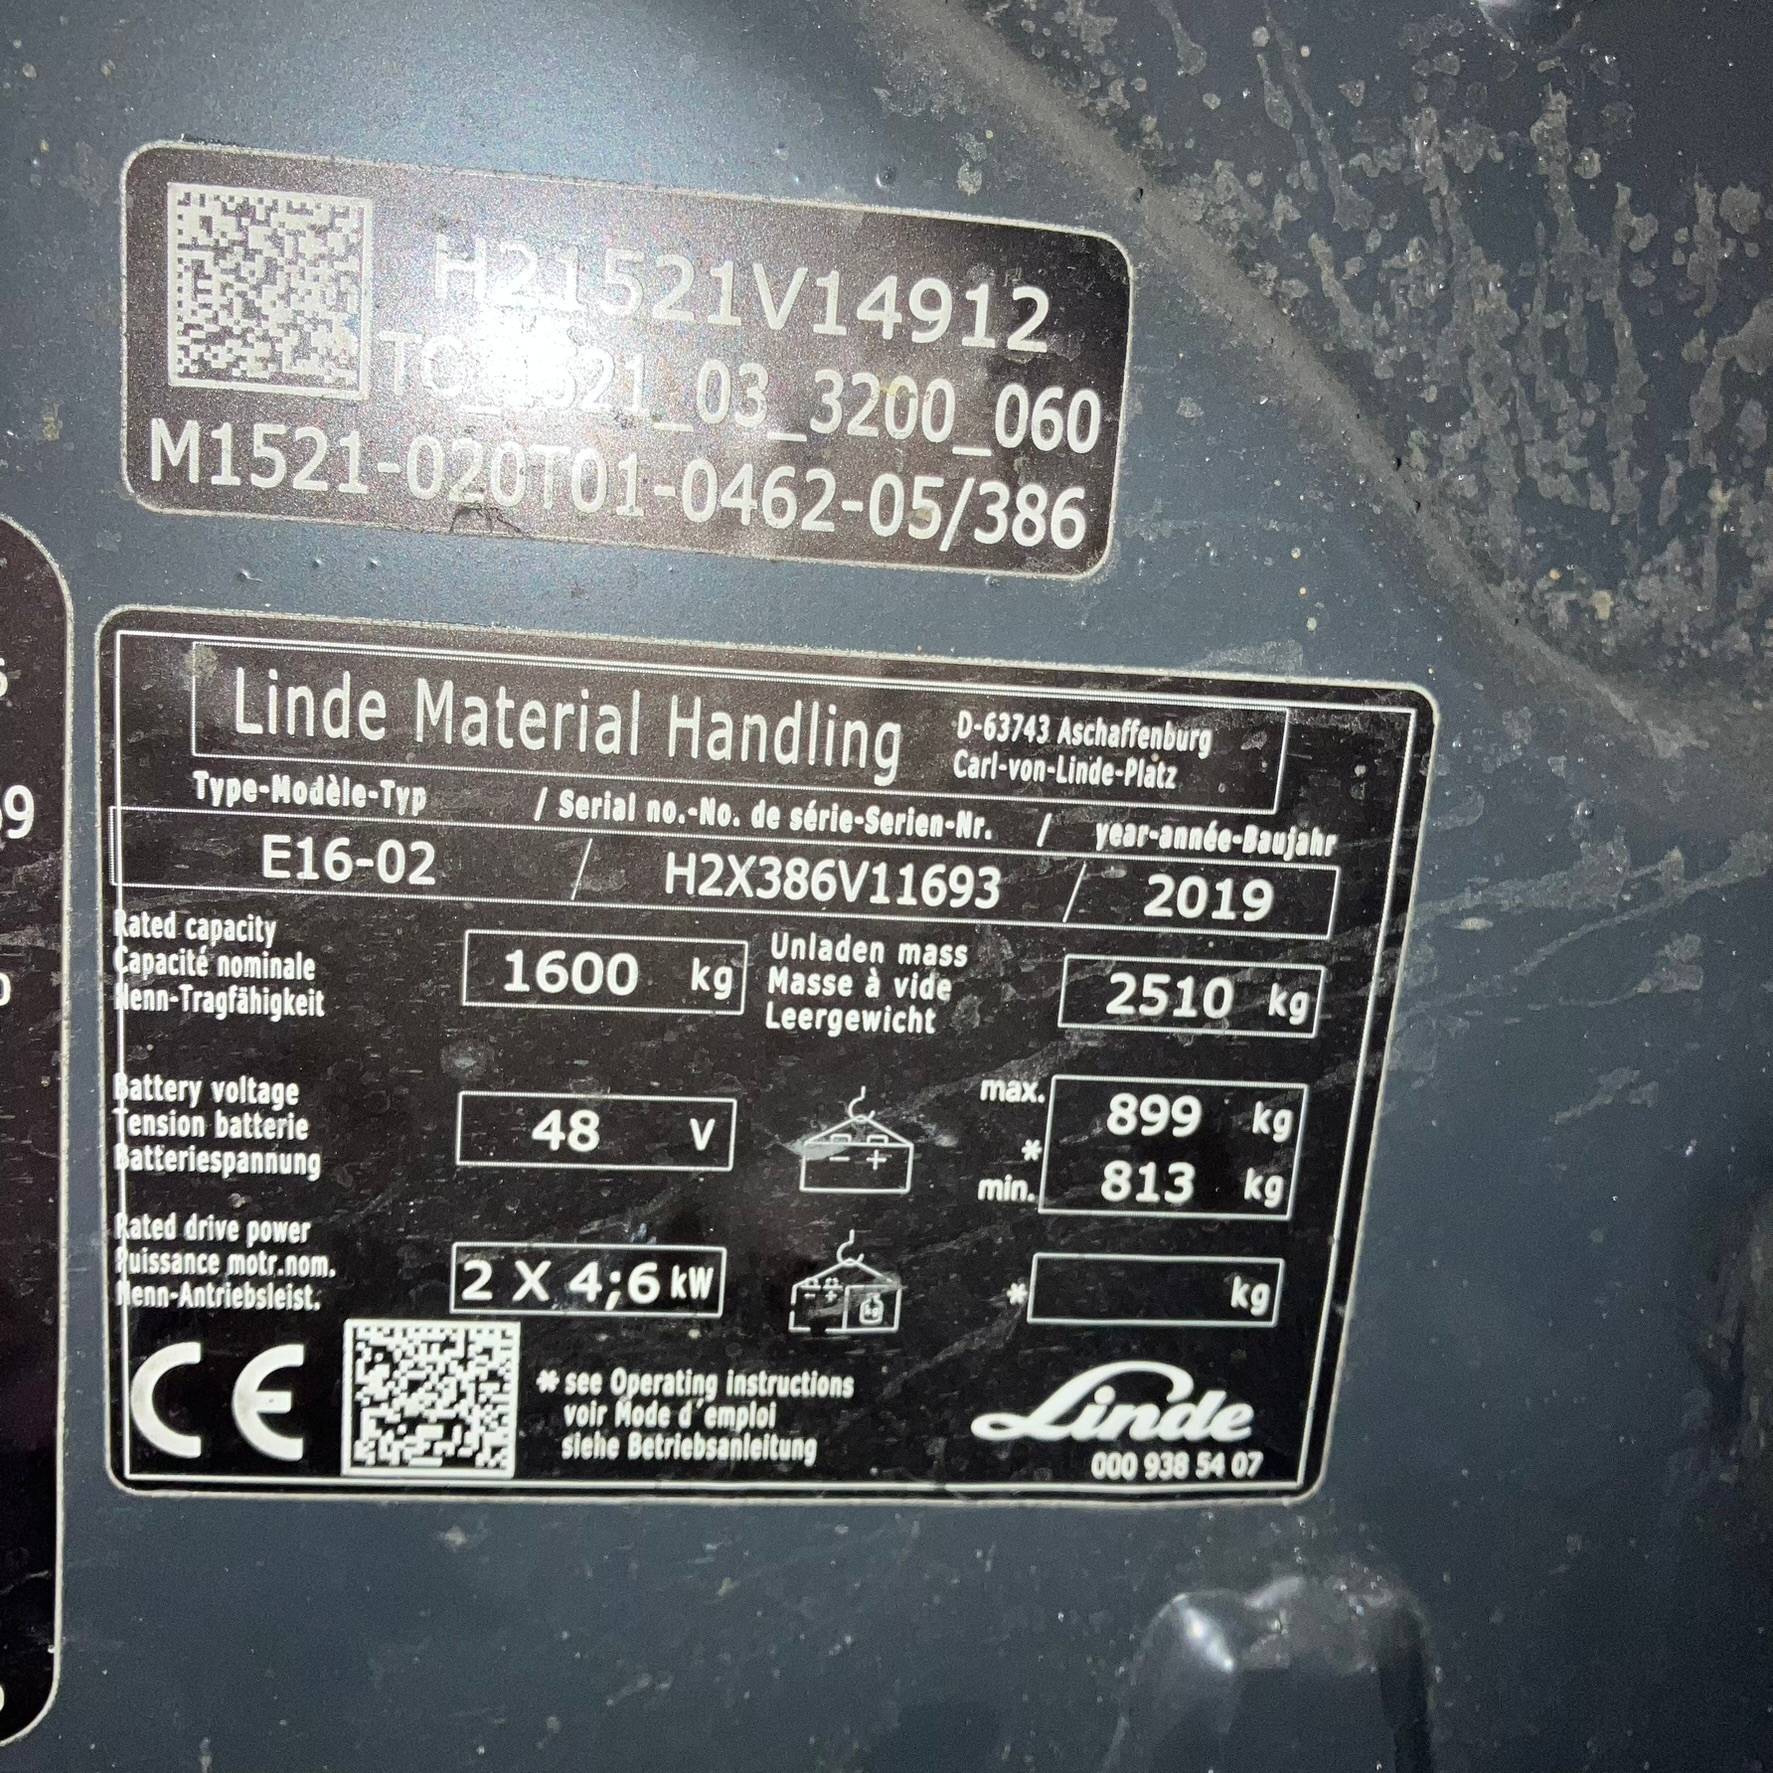 H21521V14912
TC_1521_03_3200_060
M1521-020T01-0462-05/386
Linde Material Handling
D-63743 Aschaffenburg
Carl-von-Linde-Platz
Type-Modèle-Typ / Serial no.-No. de série-Serien-Nr. / year-année-Baujahr
E16-02 / H2X386V11693 / 2019
Rated capacity
Capacité nominale
Nenn-Tragfähigkeit
1600 kg
Unladen mass
Masse à vide
Leergewicht
2510 kg
Battery voltage
Tension batterie
Batteriespannung
48 V
- +
max. 899 kg
*
min. 813 kg
Rated drive power
Puissance motr.nom.
Nenn-Antriebsleist.
2 X 4;6 kW
- + kg
* kg
CE
* see Operating instructions
voir Mode d'emploi
siehe Betriebsanleitung
Linde
000 938 54 07